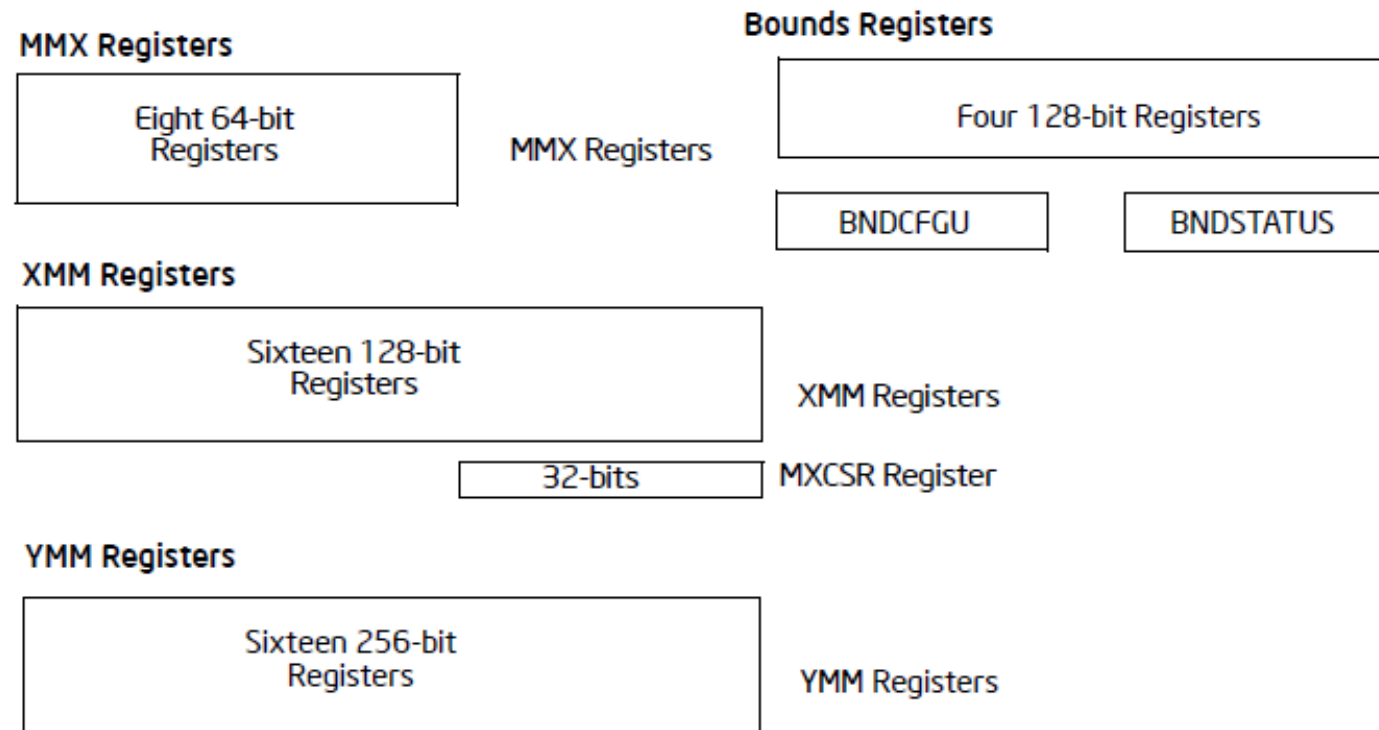 MMX Registers
Eight 64-bit
Registers
MMX Registers
Bounds Registers
Four 128-bit Registers
BNDCFGU
BNDSTATUS
XMM Registers
Sixteen 128-bit
Registers
XMM Registers
32-bits
MXCSR Register
YMM Registers
Sixteen 256-bit
Registers
YMM Registers